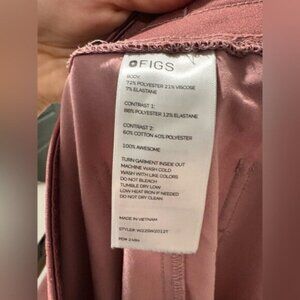 FIGS
BODY:
72% POLYESTER 21% VISCOSE
7% ELASTANE
CONTRAST 1:
88% POLYESTER 12% ELASTANE
CONTRAST 2:
60% COTTON 40% POLYESTER
100% AWESOME
TURN GARMENT INSIDE OUT
MACHINE WASH COLD
WASH WITH LIKE COLORS
DO NOT BLEACH
TUMBLE DRY LOW
LOW HEAT IRON IF NEEDED
DO NOT DRY CLEAN
MADE IN VIETNAM